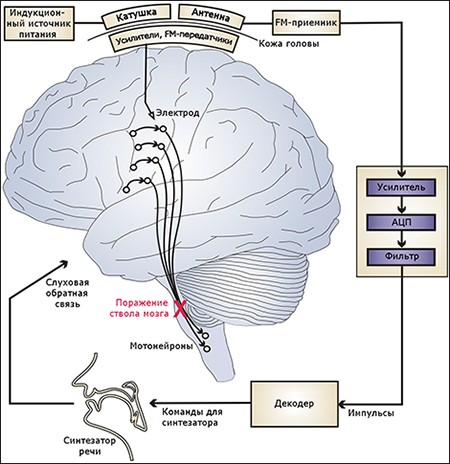 Индукцион-
ный источник
питания
Катушка
Антенна
FM-приемник
Усилители, FM-передатчики
Кожа головы
Электрод
Усилитель
АЦП
Фильтр
Слуховая
обратная
связь
Поражение
ствола мозга
Мотонейроны
Синтезатор
речи
Команды для
синтезатора
Декодер
Импульсы